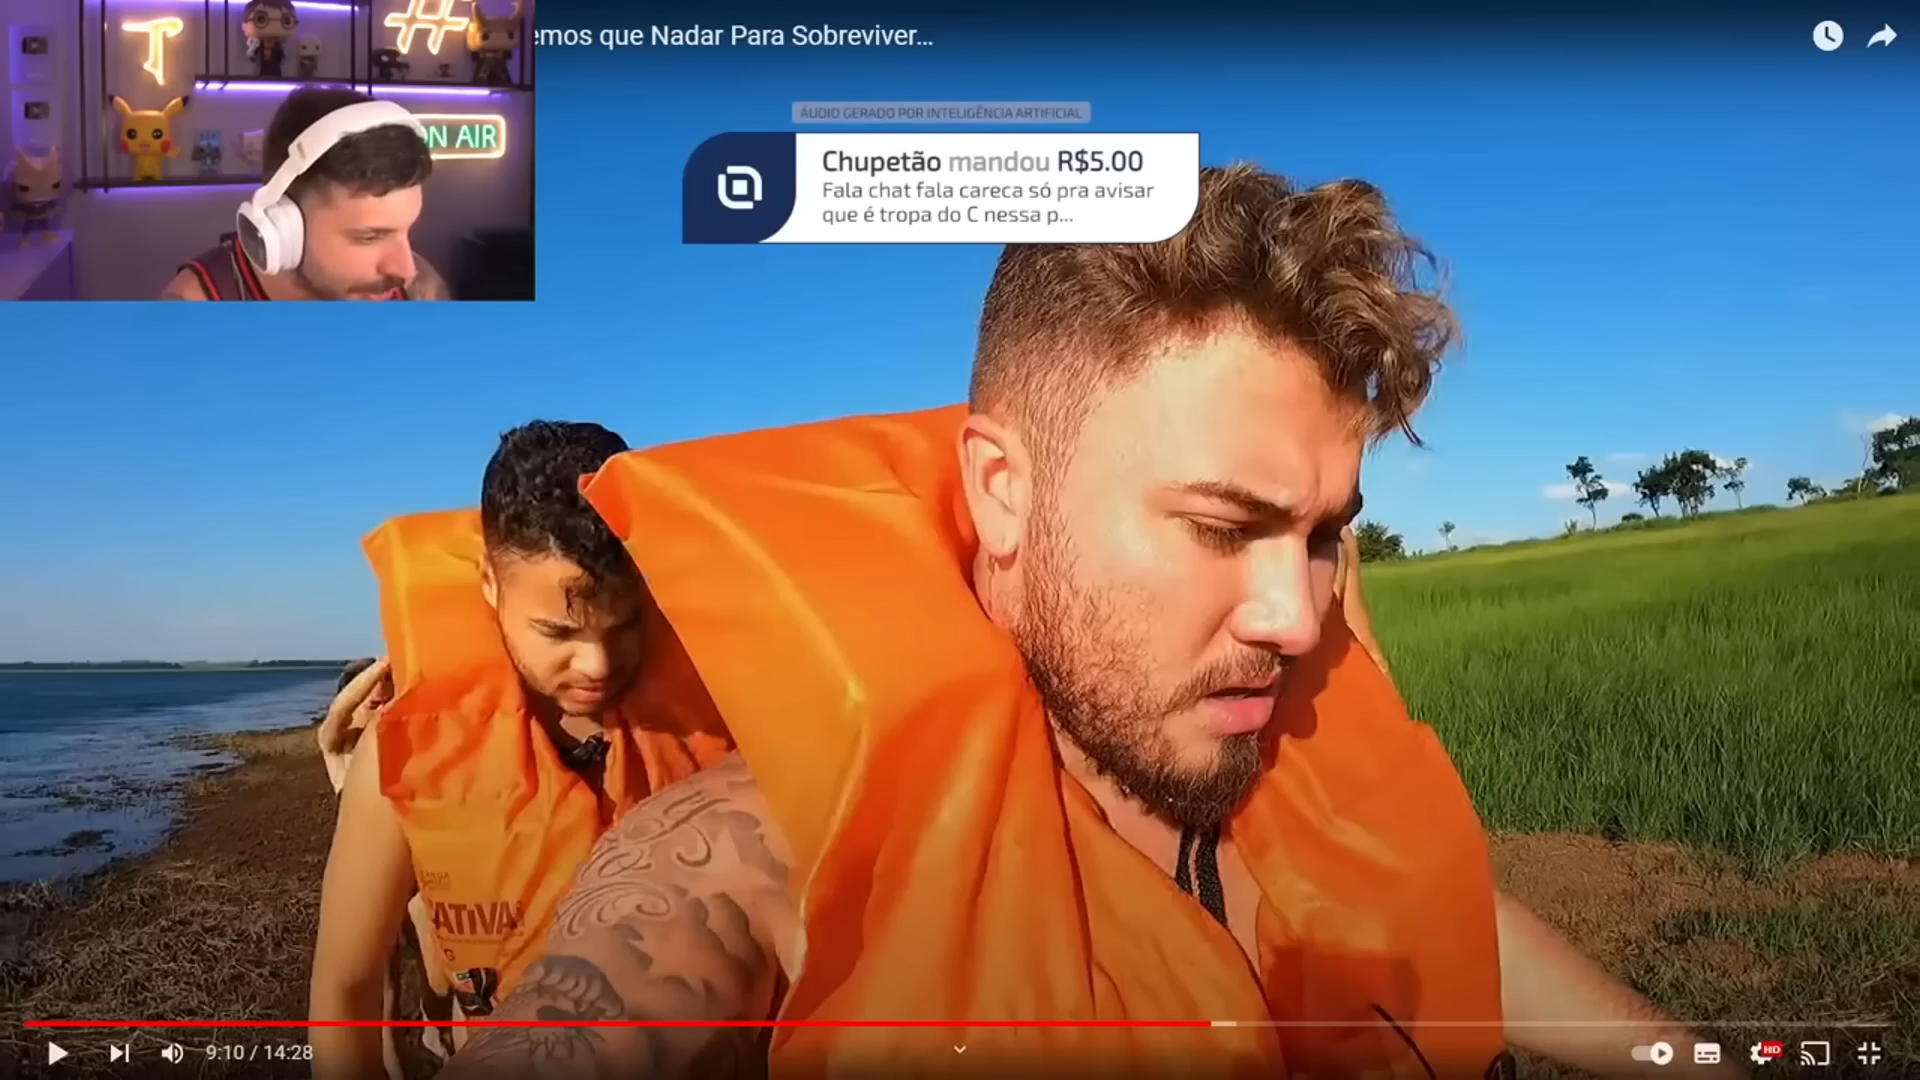 emos que Nadar Para Sobreviver...
ON AIR
ÁUDIO GERADO POR INTELIGÊNCIA ARTIFICIAL
Chupetão mandou R$5.00
Fala chat fala careca só pra avisar
que é tropa do C nessa p...
ATIVA
G
9:10 / 14:28
HD